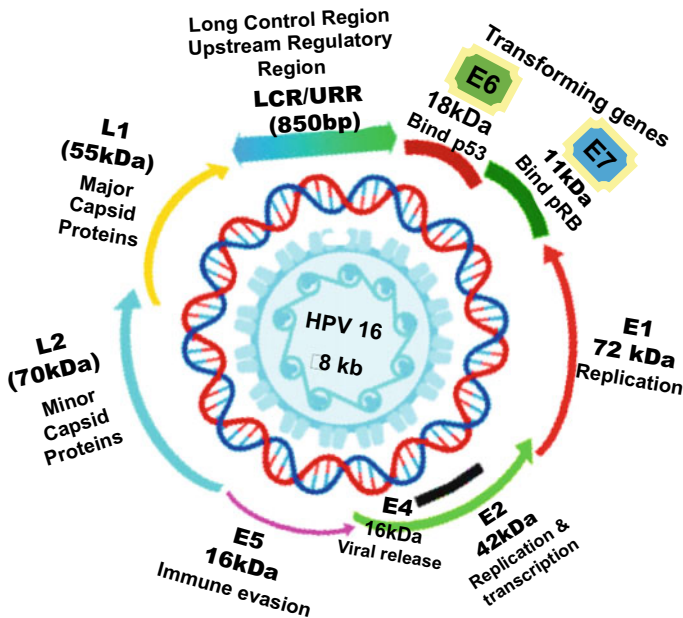 Long Control Region
Upstream Regulatory
Region
LCR/URR
(850bp)
Transforming genes
E6
18kDa
Bind p53
E7
11kDa
Bind pRB
E1
72 kDa
Replication
E2
42kDa
Replication &
transcription
E4
16kDa
Viral release
E5
16kDa
Immune evasion
L2
(70kDa)
Minor
Capsid
Proteins
L1
(55kDa)
Major
Capsid
Proteins
HPV 16
8 kb